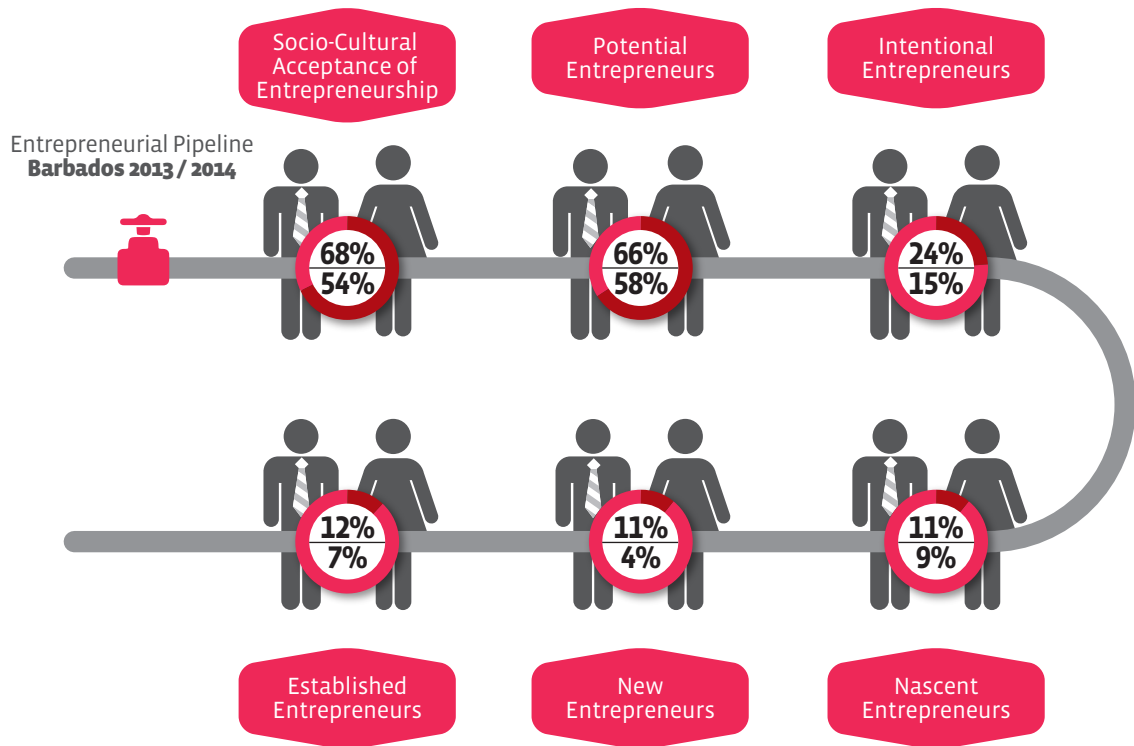 Socio-Cultural
Acceptance of
Entrepreneurship
Potential
Entrepreneurs
Intentional
Entrepreneurs
Entrepreneurial Pipeline
Barbados 2013 / 2014
68%
54%
66%
58%
24%
15%
12%
7%
11%
4%
11%
9%
Established
Entrepreneurs
New
Entrepreneurs
Nascent
Entrepreneurs